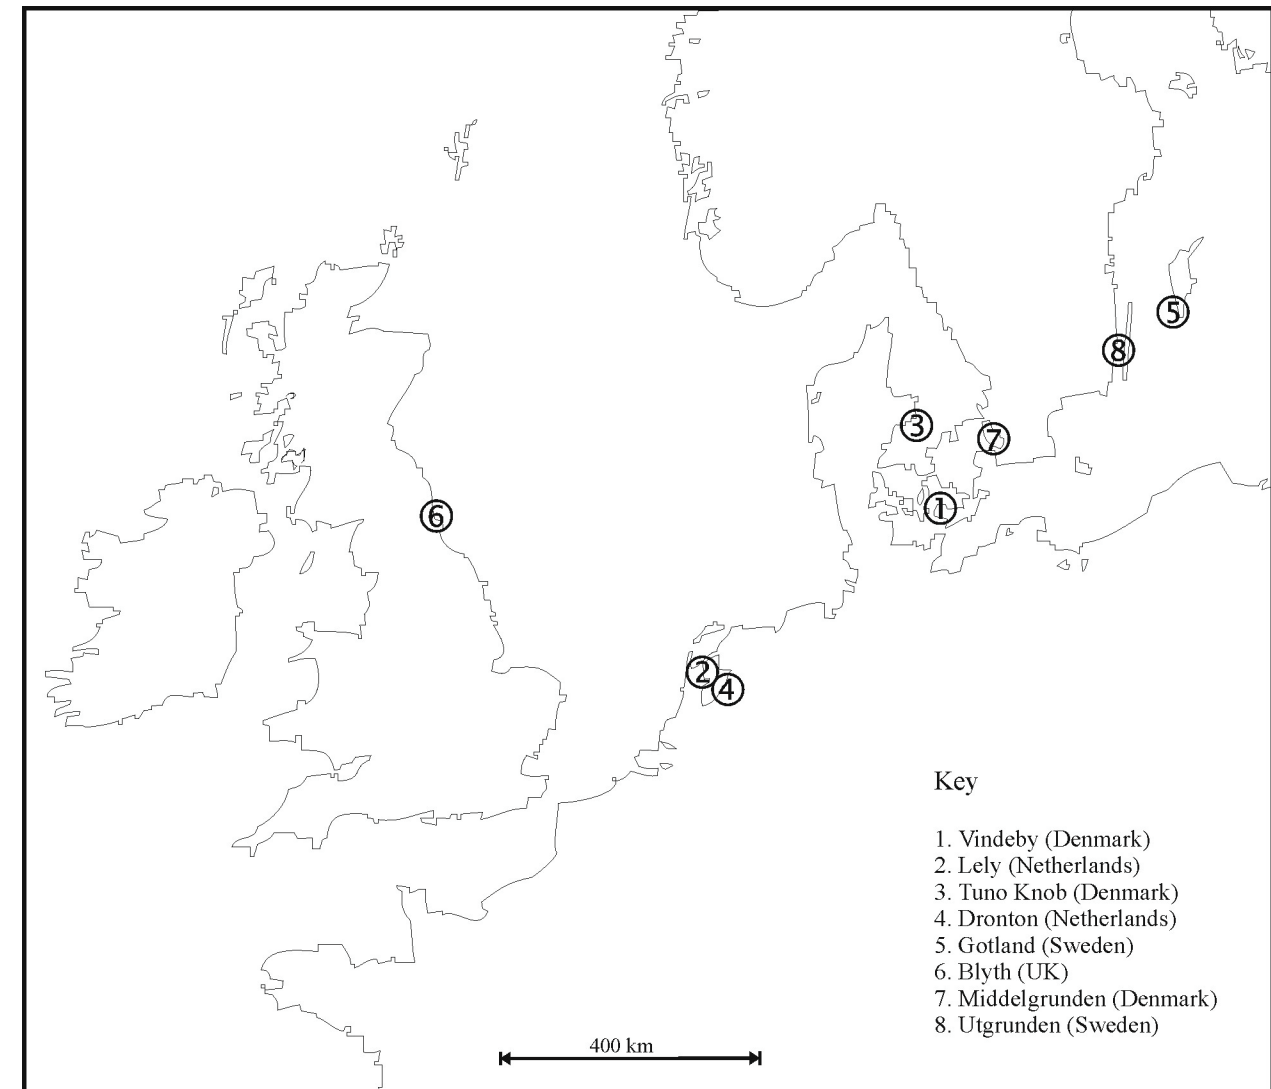 5
8
3
7
1
6
2
4
Key
1. Vindeby (Denmark)
2. Lely (Netherlands)
3. Tuno Knob (Denmark)
4. Dronton (Netherlands)
5. Gotland (Sweden)
6. Blyth (UK)
7. Middelgrunden (Denmark)
8. Utgrunden (Sweden)
400 km